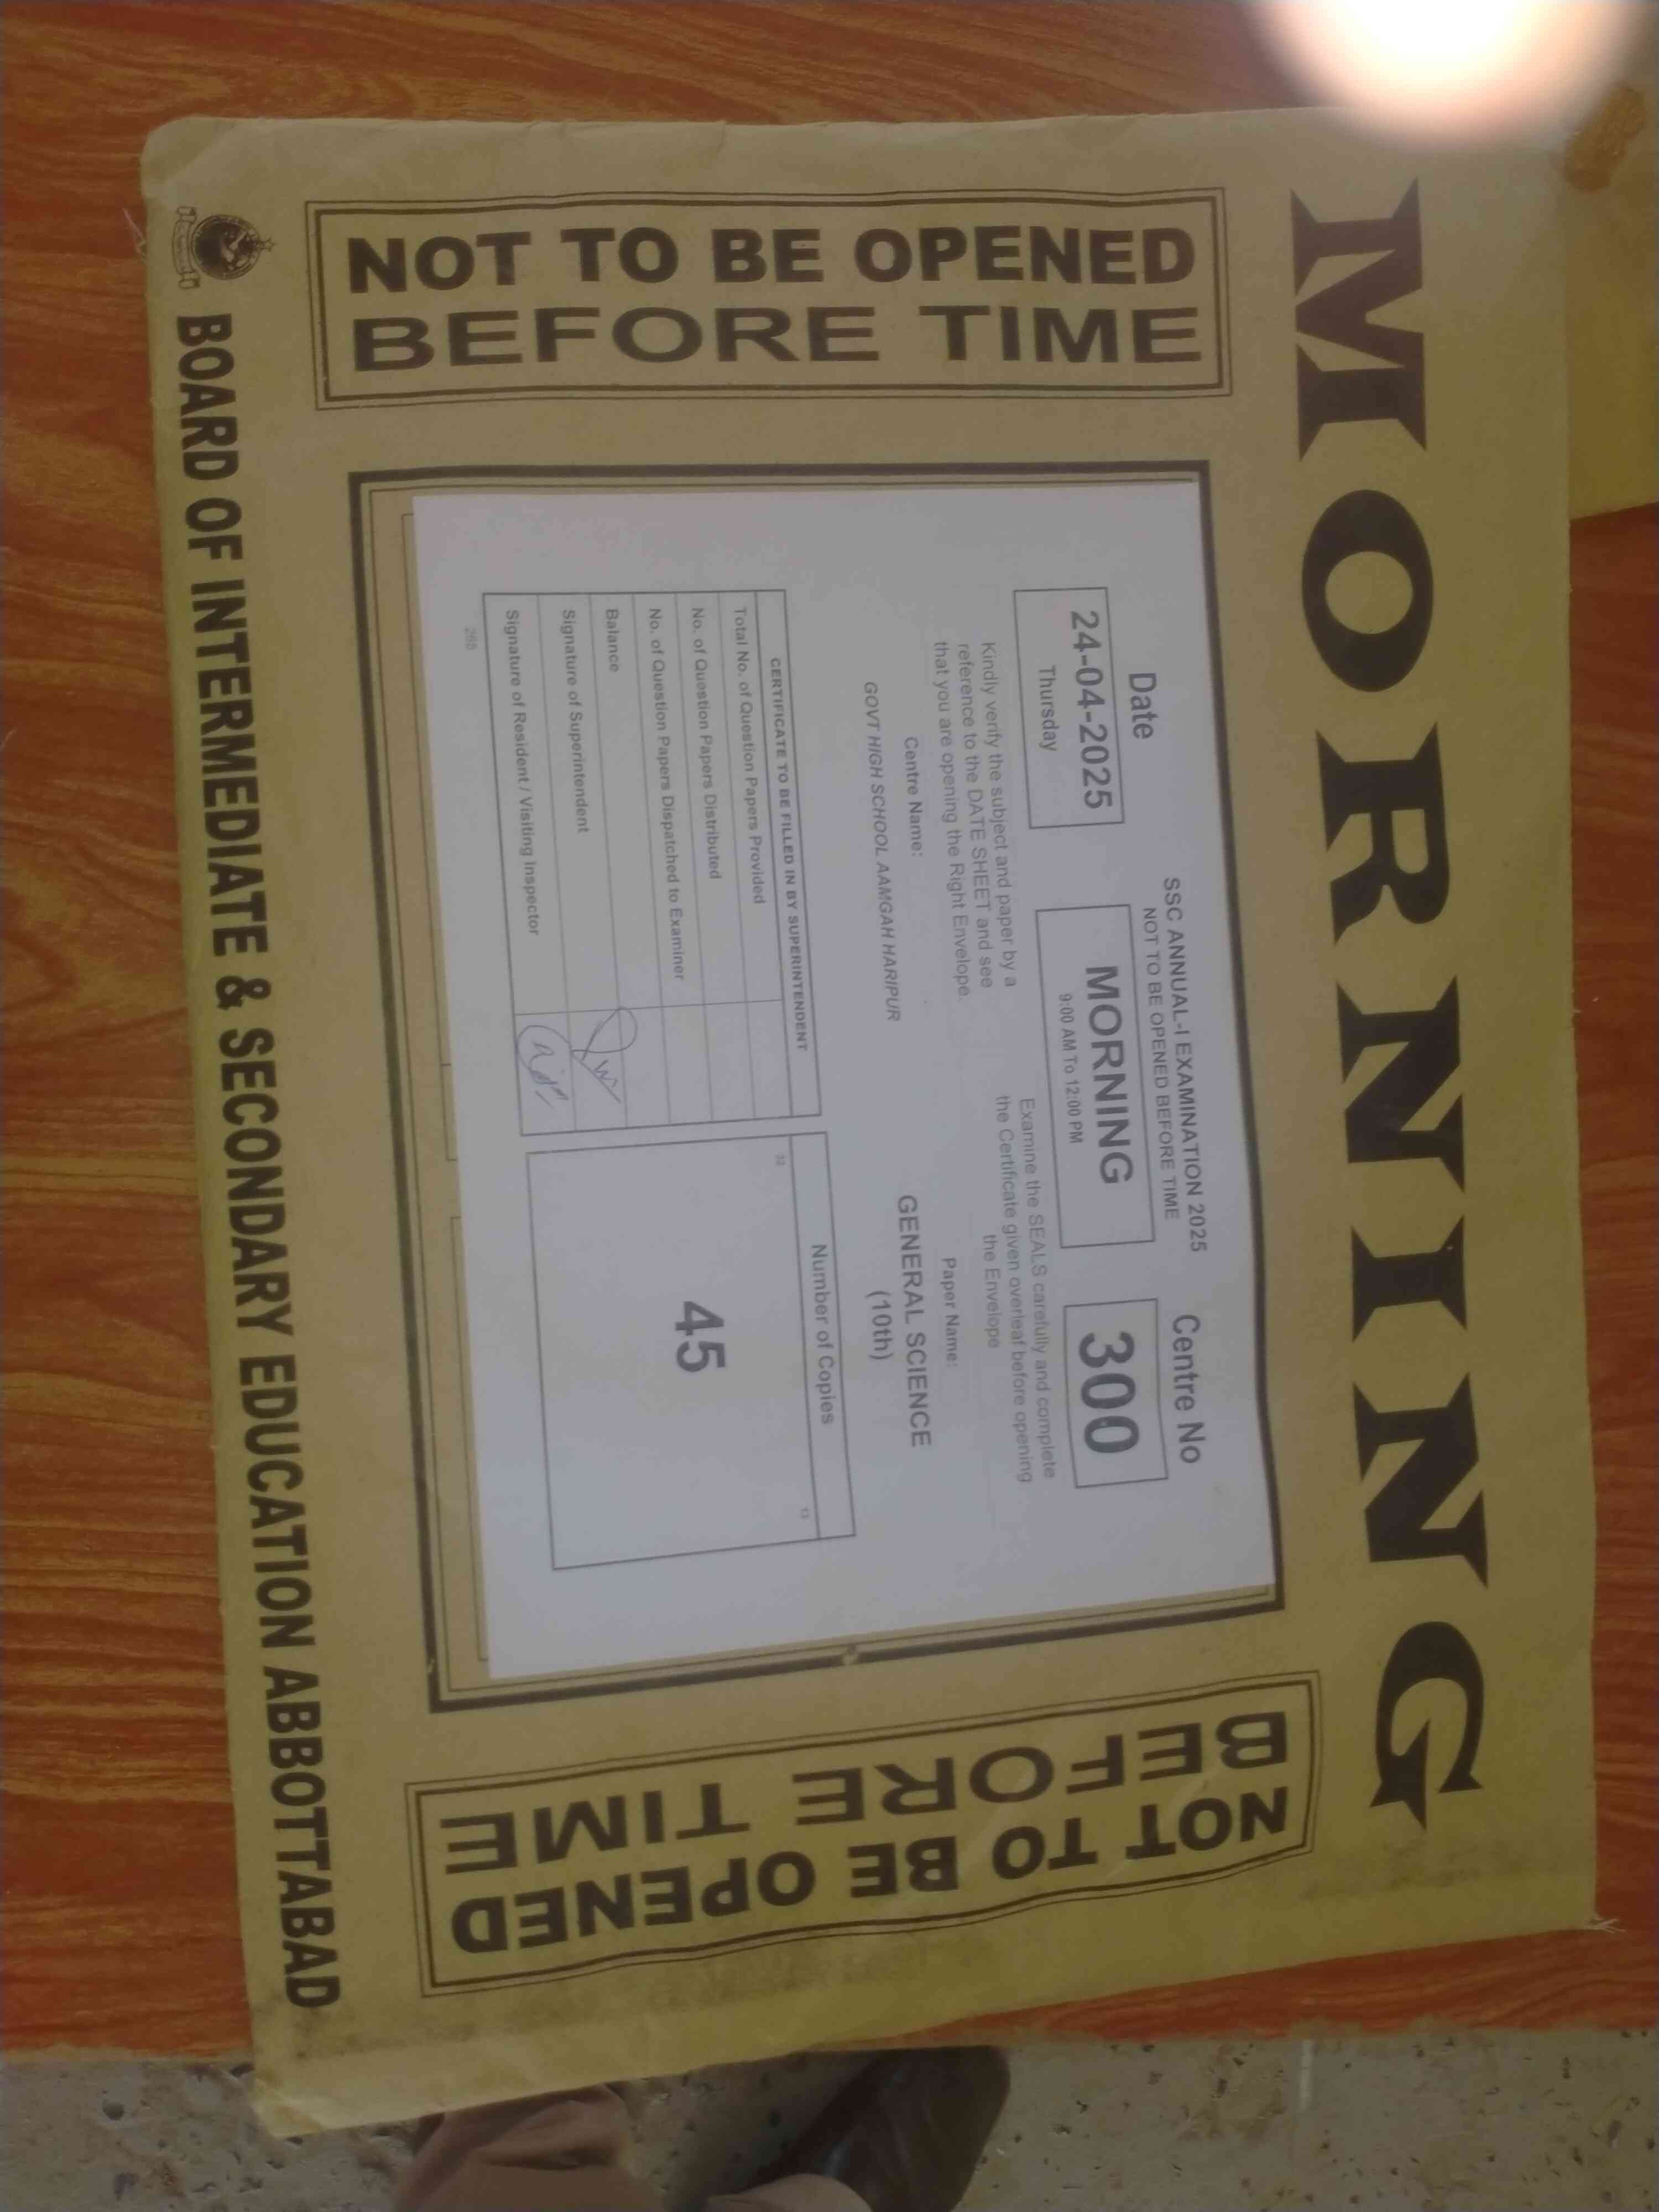 MORNING
NOT TO BE OPENED
BEFORE TIME
Date
24-04-2025
Thursday
SSC ANNUAL-I EXAMINATION 2025
NOT TO BE OPENED BEFORE TIME
MORNING
9:00 AM To 12:00 PM
Centre No
300
Kindly verify the subject and paper by a
reference to the DATE SHEET and see
that you are opening the Right Envelope.
Examine the SEALS carefully and complete
the Certificate given overleaf before opening
the Envelope
Centre Name:
GOVT HIGH SCHOOL AAMGAH HARIPUR
Paper Name:
GENERAL SCIENCE
(10th)
CERTIFICATE TO BE FILLED IN BY SUPERINTENDENT
Total No. of Question Papers Provided
No. of Question Papers Distributed
No. of Question Papers Dispatched to Examiner
Balance
Signature of Superintendent
Signature of Resident / Visiting Inspector
288
Number of Copies
32
13
45
NOT TO BE OPENED
BEFORE TIME
BOARD OF INTERMEDIATE & SECONDARY EDUCATION ABBOTTABAD